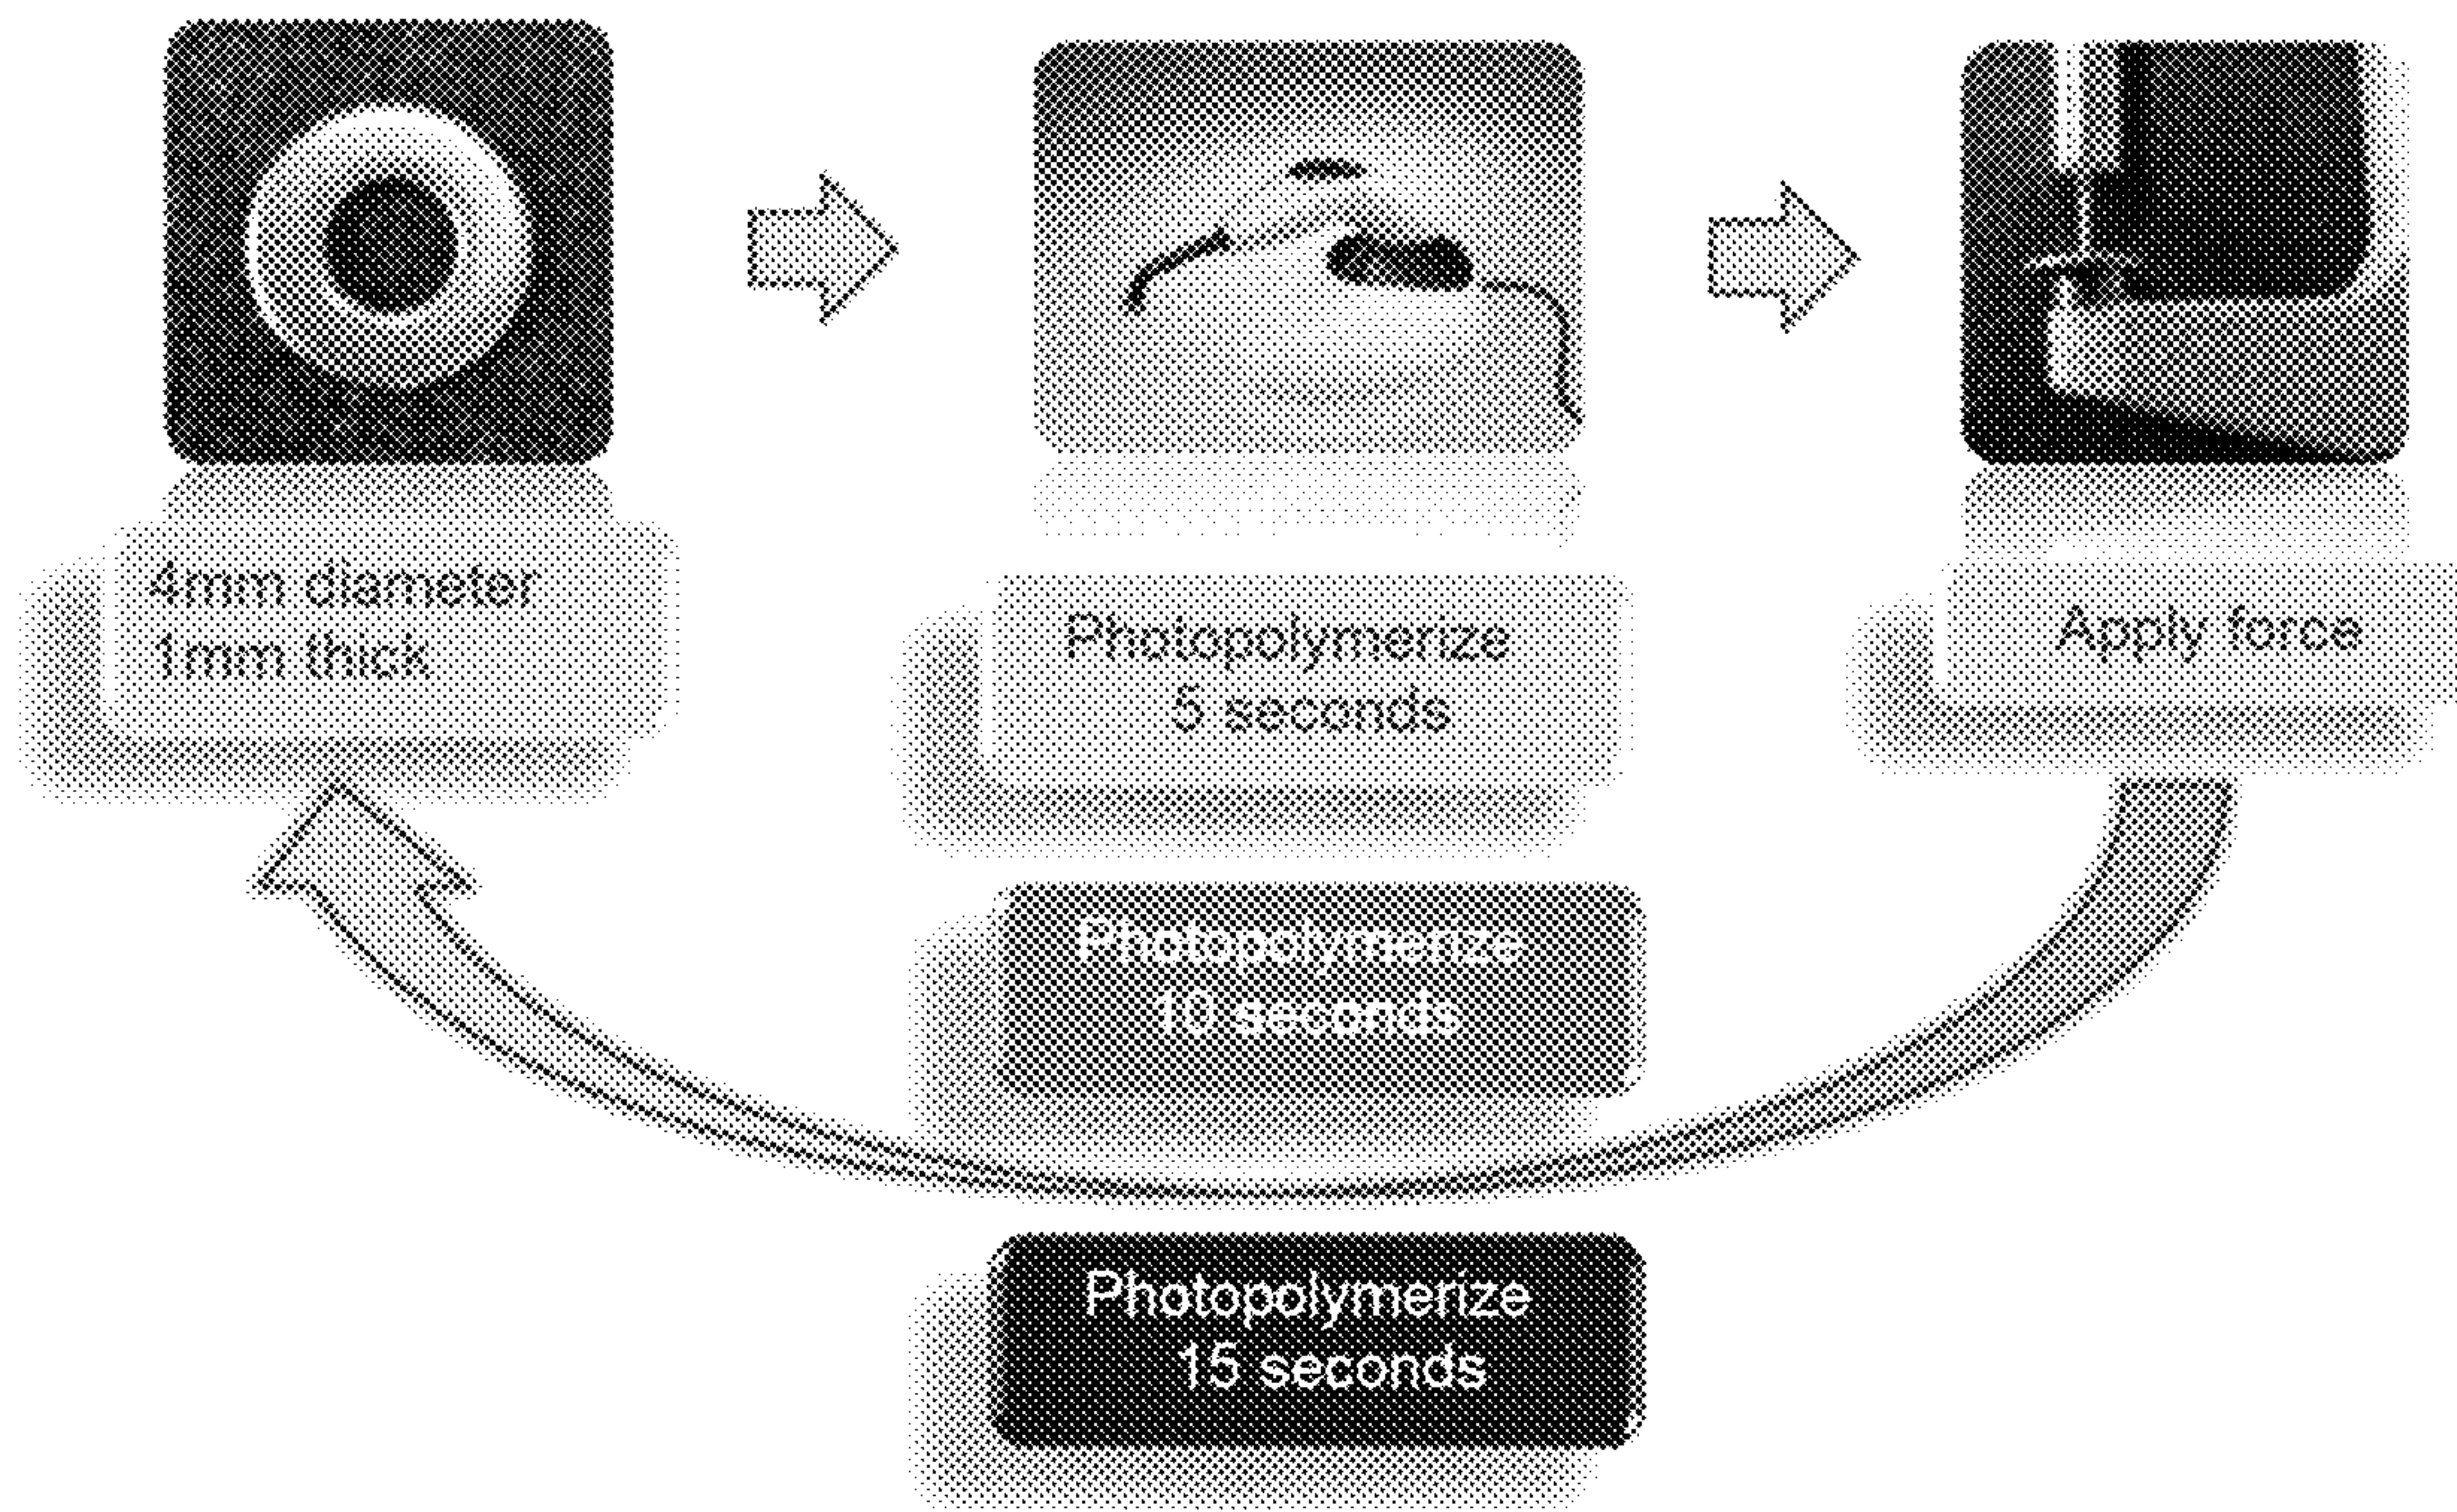 4mm diameter
1mm thick
Photopolymerize
5 seconds
Apply force
Photopolymerize
10 seconds
Photopolymerize
15 seconds